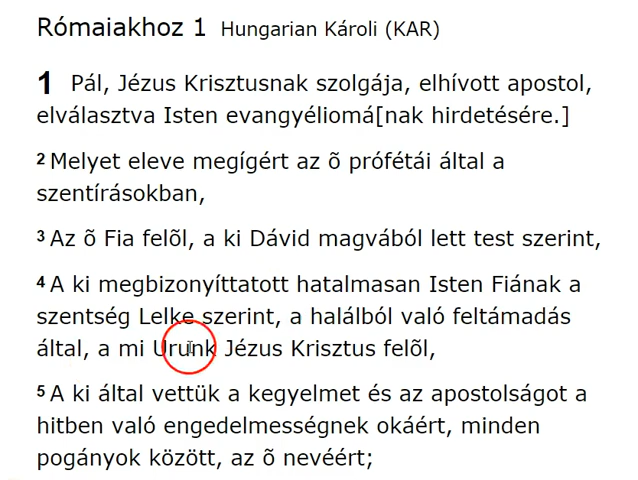 Rómaiakhoz 1 Hungarian Károli (KAR)
1 Pál, Jézus Krisztusnak szolgája, elhívott apostol,
elválasztva Isten evangyéliomá[nak hirdetésére.]
2 Melyet eleve megígért az õ prófétái által a
szentírásokban,
3 Az õ Fia felõl, a ki Dávid magvából lett test szerint,
4 A ki megbizonyíttatott hatalmasan Isten Fiának a
szentség Lelke szerint, a halálból való feltámadás
által, a mi Urunk Jézus Krisztus felõl,
5 A ki által vettük a kegyelmet és az apostolságot a
hitben való engedelmességnek okáért, minden
pogányok között, az õ nevéért;